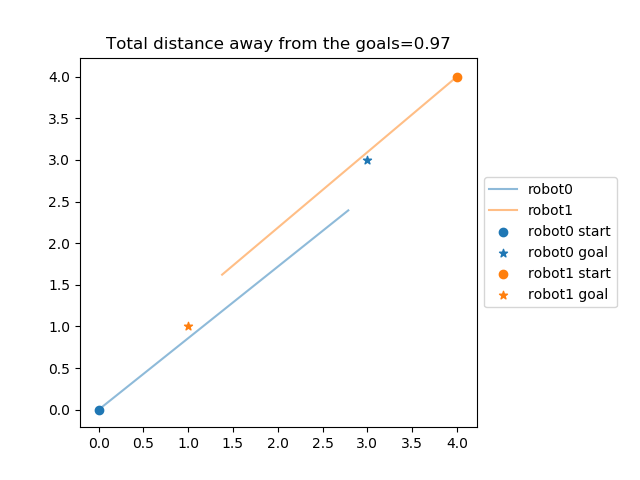 Total distance away from the goals=0.97
4.0
3.5
3.0
2.5
2.0
1.5
1.0
0.5
0.0
0.0 0.5 1.0 1.5 2.0 2.5 3.0 3.5 4.0
robot0
robot1
robot0 start
robot0 goal
robot1 start
robot1 goal